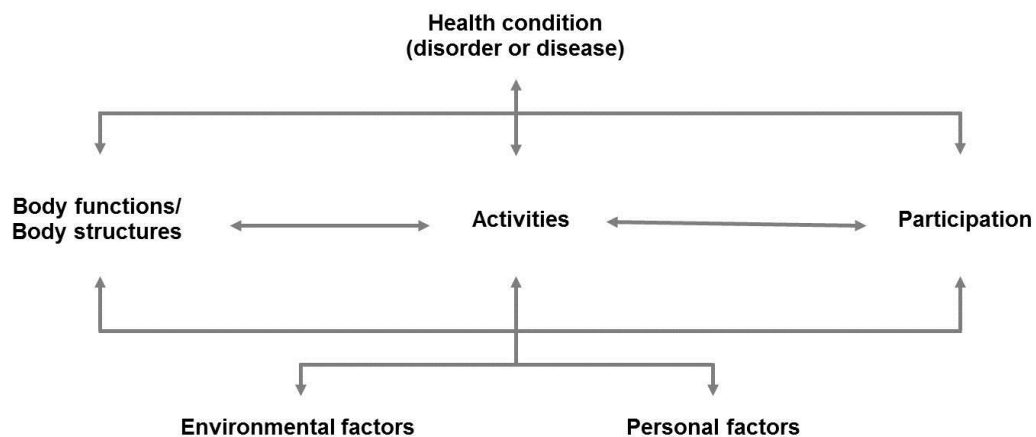 Health condition
(disorder or disease)
Body functions/
Body structures
Activities
Participation
Environmental factors
Personal factors